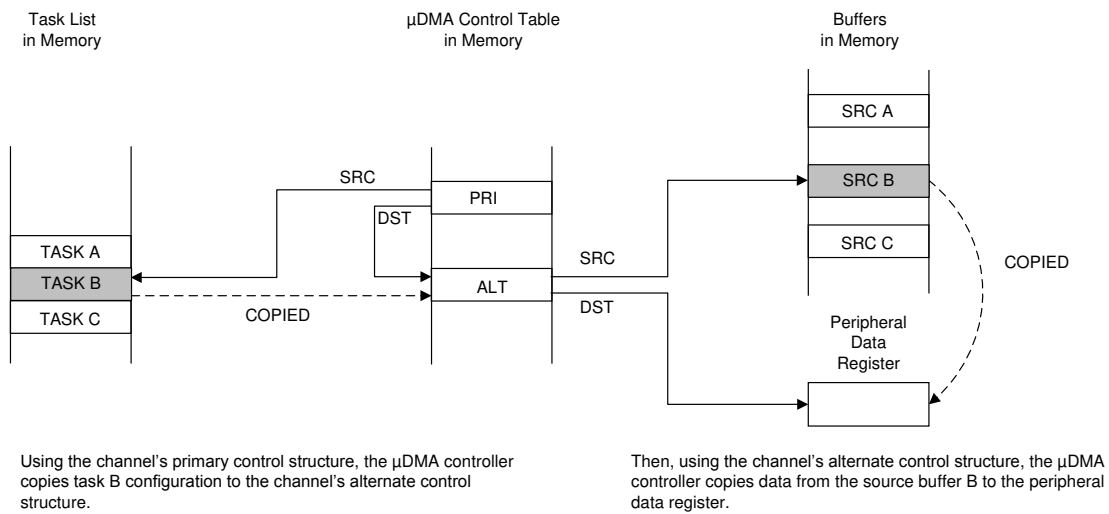 Task List
in Memory
μDMA Control Table
in Memory
Buffers
in Memory
SRC A
SRC B
SRC C
SRC
PRI
DST
TASK A
TASK B
TASK C
COPIED
ALT
SRC
DST
COPIED
Peripheral
Data
Register
Using the channel's primary control structure, the μDMA controller
copies task B configuration to the channel's alternate control
structure.
Then, using the channel's alternate control structure, the μDMA
controller copies data from the source buffer B to the peripheral
data register.